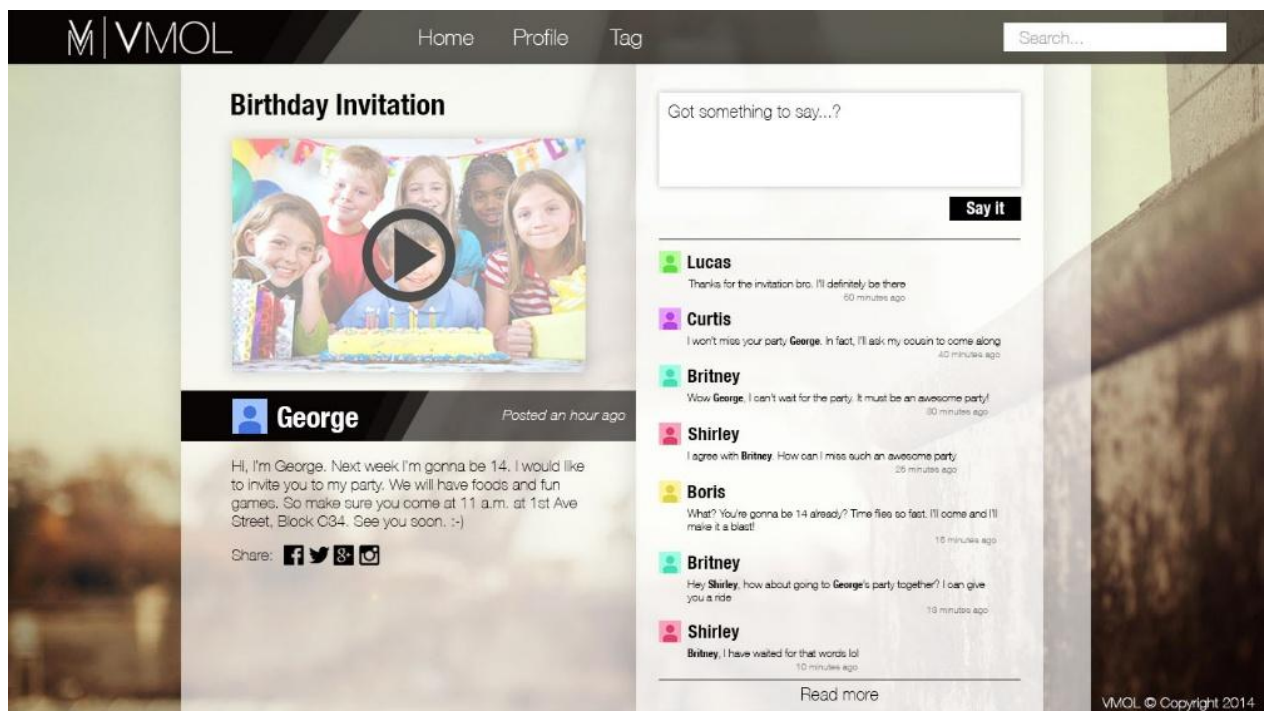 VMOL
Home Profile Tag
Search...
Birthday Invitation
George
Posted an hour ago
Hi, I'm George. Next week I'm gonna be 14. I would like
to invite you to my party. We will have foods and fun
games. So make sure you come at 11 a.m. at 1st Ave
Street, Block C34. See you soon. :-)
Share:
Got something to say...?
Say it
Lucas
Thanks for the invitation bro. I'll definitely be there
60 minutes ago
Curtis
I won't miss your party George. In fact, I'll ask my cousin to come along
40 minutes ago
Britney
Wow George, I can't wait for the party. It must be an awesome party!
30 minutes ago
Shirley
I agree with Britney. How can I miss such an awesome party
25 minutes ago
Boris
What? You're gonna be 14 already? Time flies so fast. I'll come and I'll
make it a blast!
minutes ago
Britney
Hey Shirley, how about going to George's party together? I can give
you a ride
minutes ago
Shirley
Britney, I have waited for that words lol
10 minutes ago
Read more
VMOL © Copyright 2014